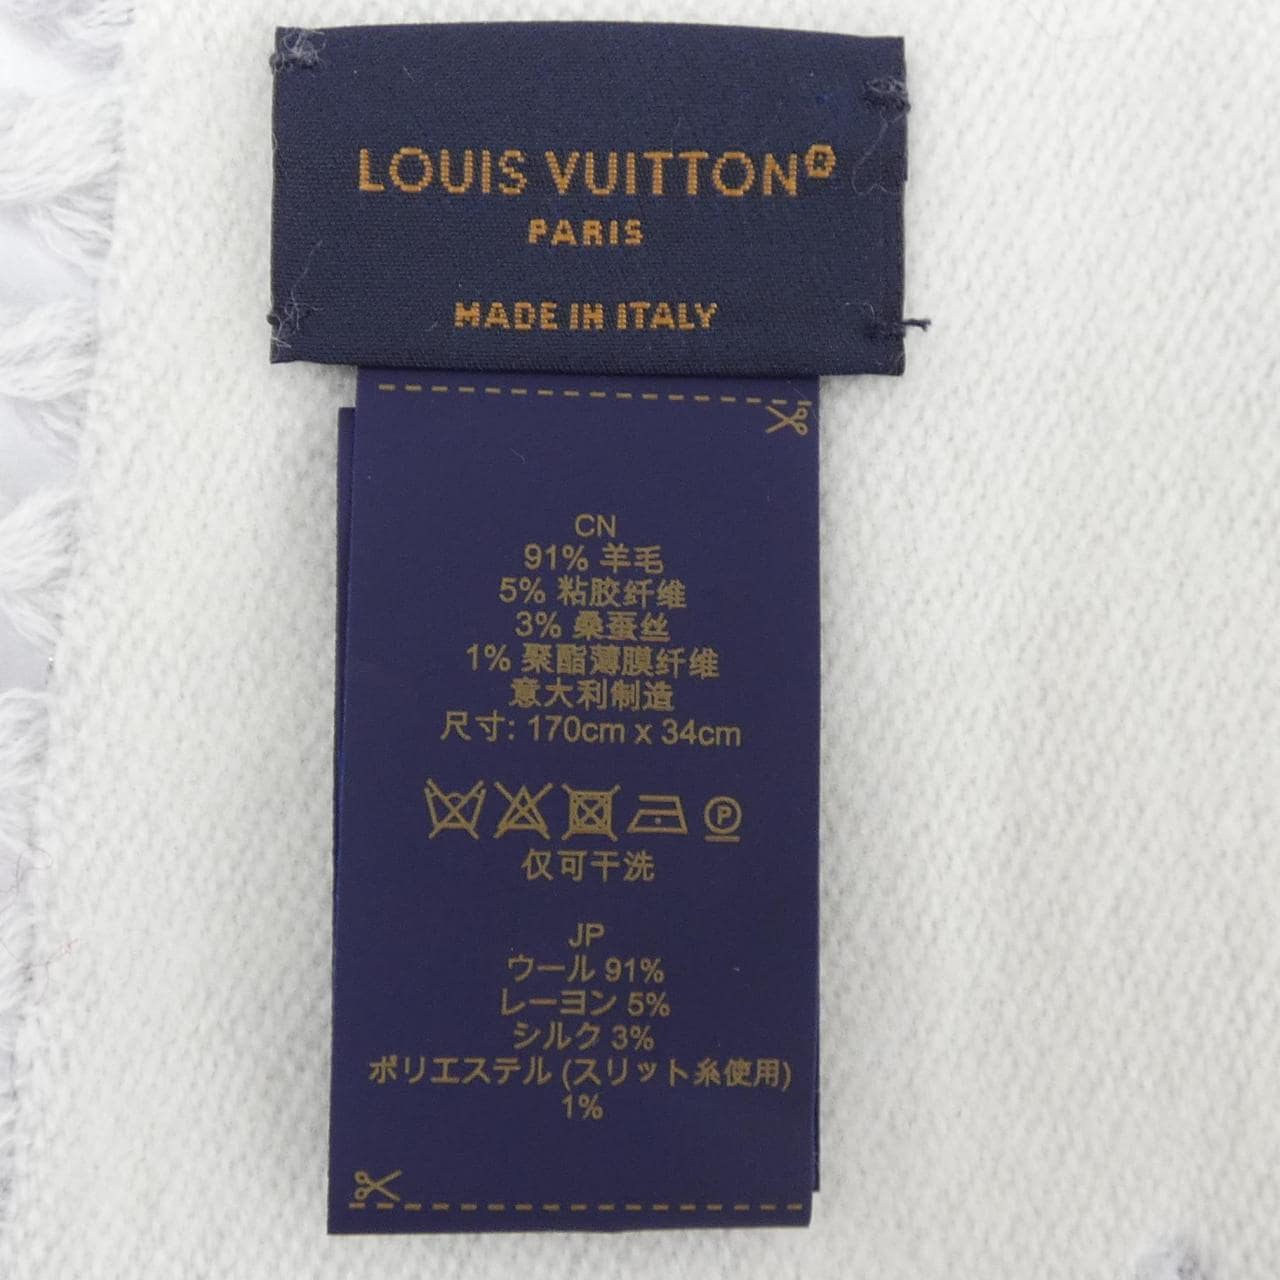 LOUIS VUITTON®
PARIS
MADE IN ITALY
CN
91% 羊毛
5% 粘胶纤维
3% 桑蚕丝
1% 聚酯薄膜纤维
意大利制造
尺寸: 170cm x 34cm
P
仅可干洗
JP
ウール 91%
レーヨン 5%
シルク 3%
ポリエステル (スリット糸使用)
1%